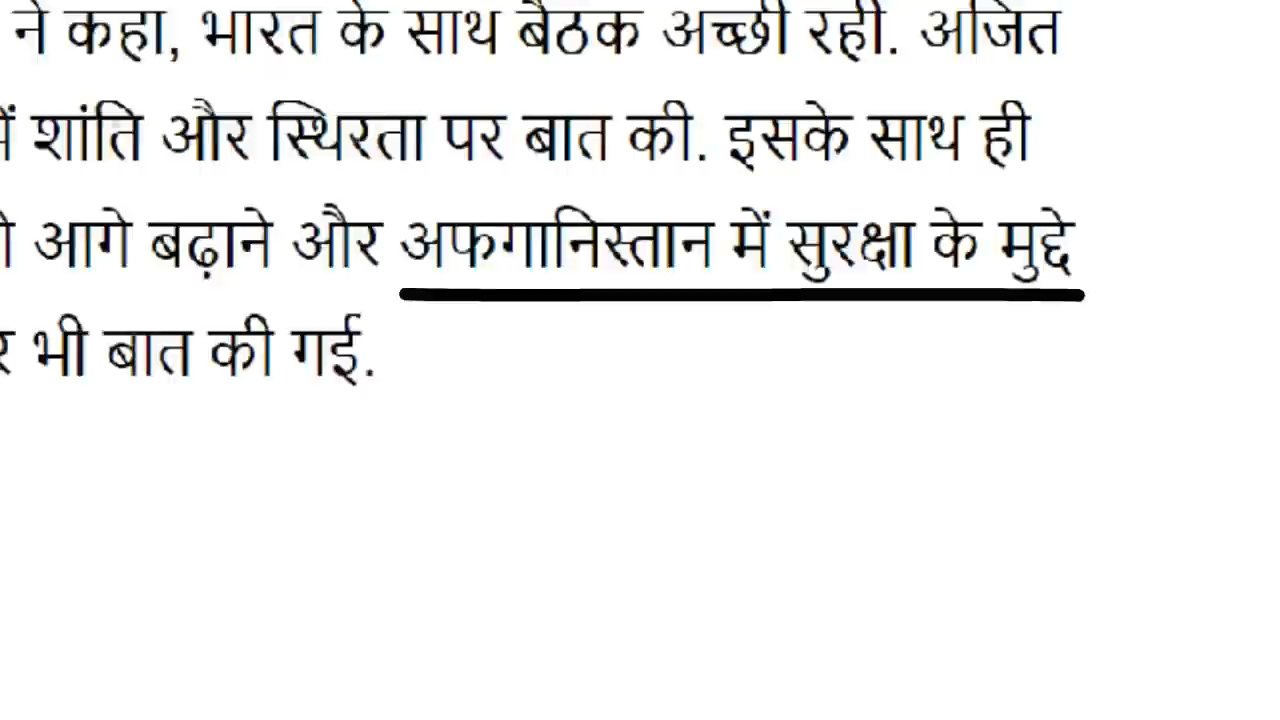 ने कहा, भारत के साथ बैठक अच्छी रही. अजित
शांति और स्थिरता पर बात की. इसके साथ ही
आगे बढ़ाने और अफगानिस्तान में सुरक्षा के मुद्दे
भी बात की गई.